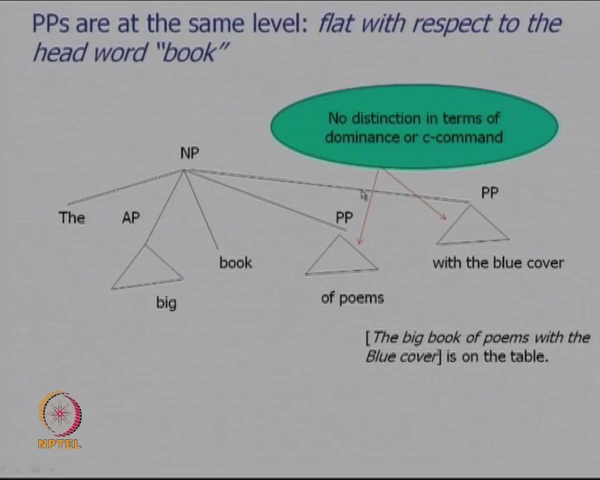 PPs are at the same level: flat with respect to the
head word "book"
No distinction in terms of
dominance or c-command
NP
PP
The
AP
PP
book
with the blue cover
big
of poems
[The big book of poems with the
Blue cover] is on the table.
NPTEL